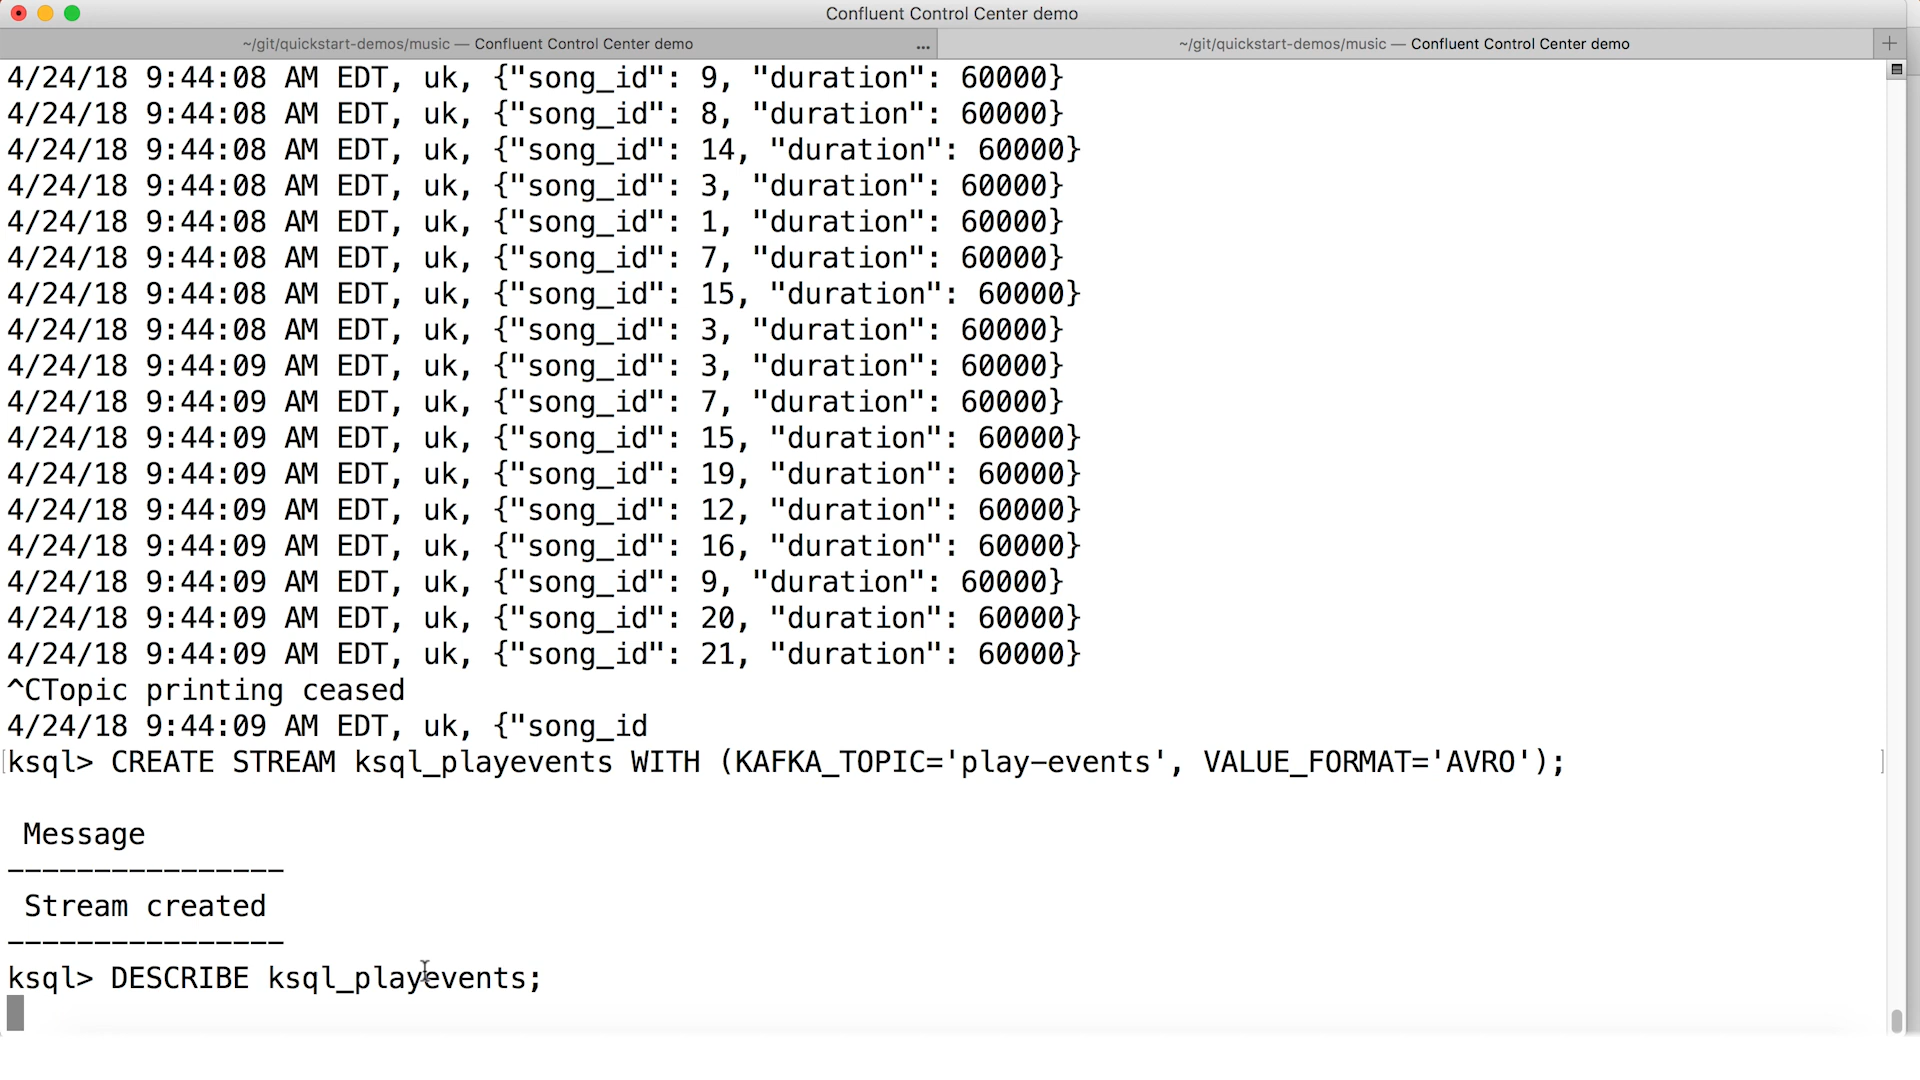 Confluent Control Center demo
~/git/quickstart-demos/music — Confluent Control Center demo ...
~/git/quickstart-demos/music — Confluent Control Center demo +
4/24/18 9:44:08 AM EDT, uk, {"song_id": 9, "duration": 60000}
4/24/18 9:44:08 AM EDT, uk, {"song_id": 8, "duration": 60000}
4/24/18 9:44:08 AM EDT, uk, {"song_id": 14, "duration": 60000}
4/24/18 9:44:08 AM EDT, uk, {"song_id": 3, "duration": 60000}
4/24/18 9:44:08 AM EDT, uk, {"song_id": 1, "duration": 60000}
4/24/18 9:44:08 AM EDT, uk, {"song_id": 7, "duration": 60000}
4/24/18 9:44:08 AM EDT, uk, {"song_id": 15, "duration": 60000}
4/24/18 9:44:08 AM EDT, uk, {"song_id": 3, "duration": 60000}
4/24/18 9:44:09 AM EDT, uk, {"song_id": 3, "duration": 60000}
4/24/18 9:44:09 AM EDT, uk, {"song_id": 7, "duration": 60000}
4/24/18 9:44:09 AM EDT, uk, {"song_id": 15, "duration": 60000}
4/24/18 9:44:09 AM EDT, uk, {"song_id": 19, "duration": 60000}
4/24/18 9:44:09 AM EDT, uk, {"song_id": 12, "duration": 60000}
4/24/18 9:44:09 AM EDT, uk, {"song_id": 16, "duration": 60000}
4/24/18 9:44:09 AM EDT, uk, {"song_id": 9, "duration": 60000}
4/24/18 9:44:09 AM EDT, uk, {"song_id": 20, "duration": 60000}
4/24/18 9:44:09 AM EDT, uk, {"song_id": 21, "duration": 60000}
^CTopic printing ceased
4/24/18 9:44:09 AM EDT, uk, {"song_id
[ksql> CREATE STREAM ksql_playevents WITH (KAFKA_TOPIC='play-events', VALUE_FORMAT='AVRO'); ]
Message
----------------
Stream created
----------------
ksql> DESCRIBE ksql_playevents;